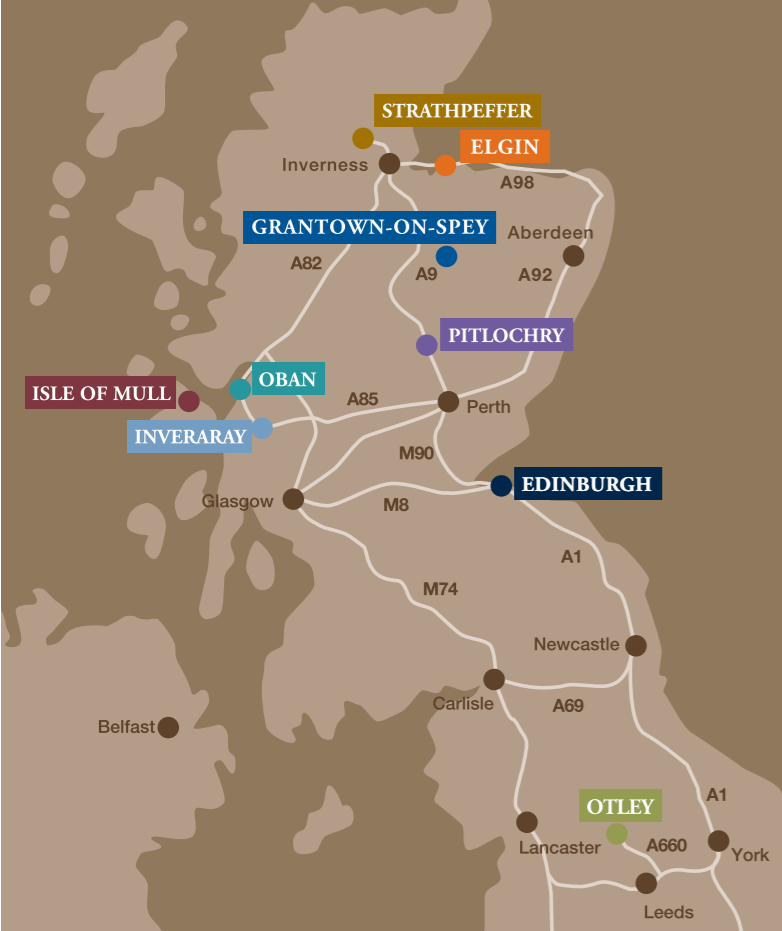 STRATHPEFFER
ELGIN
Inverness
A98
GRANTOWN-ON-SPEY
Aberdeen
A82
A9
A92
PITLOCHRY
OBAN
ISLE OF MULL
A85
Perth
INVERARAY
M90
EDINBURGH
Glasgow
M8
A1
M74
Newcastle
Carlisle
A69
Belfast
A1
OTLEY
Lancaster
A660
York
Leeds